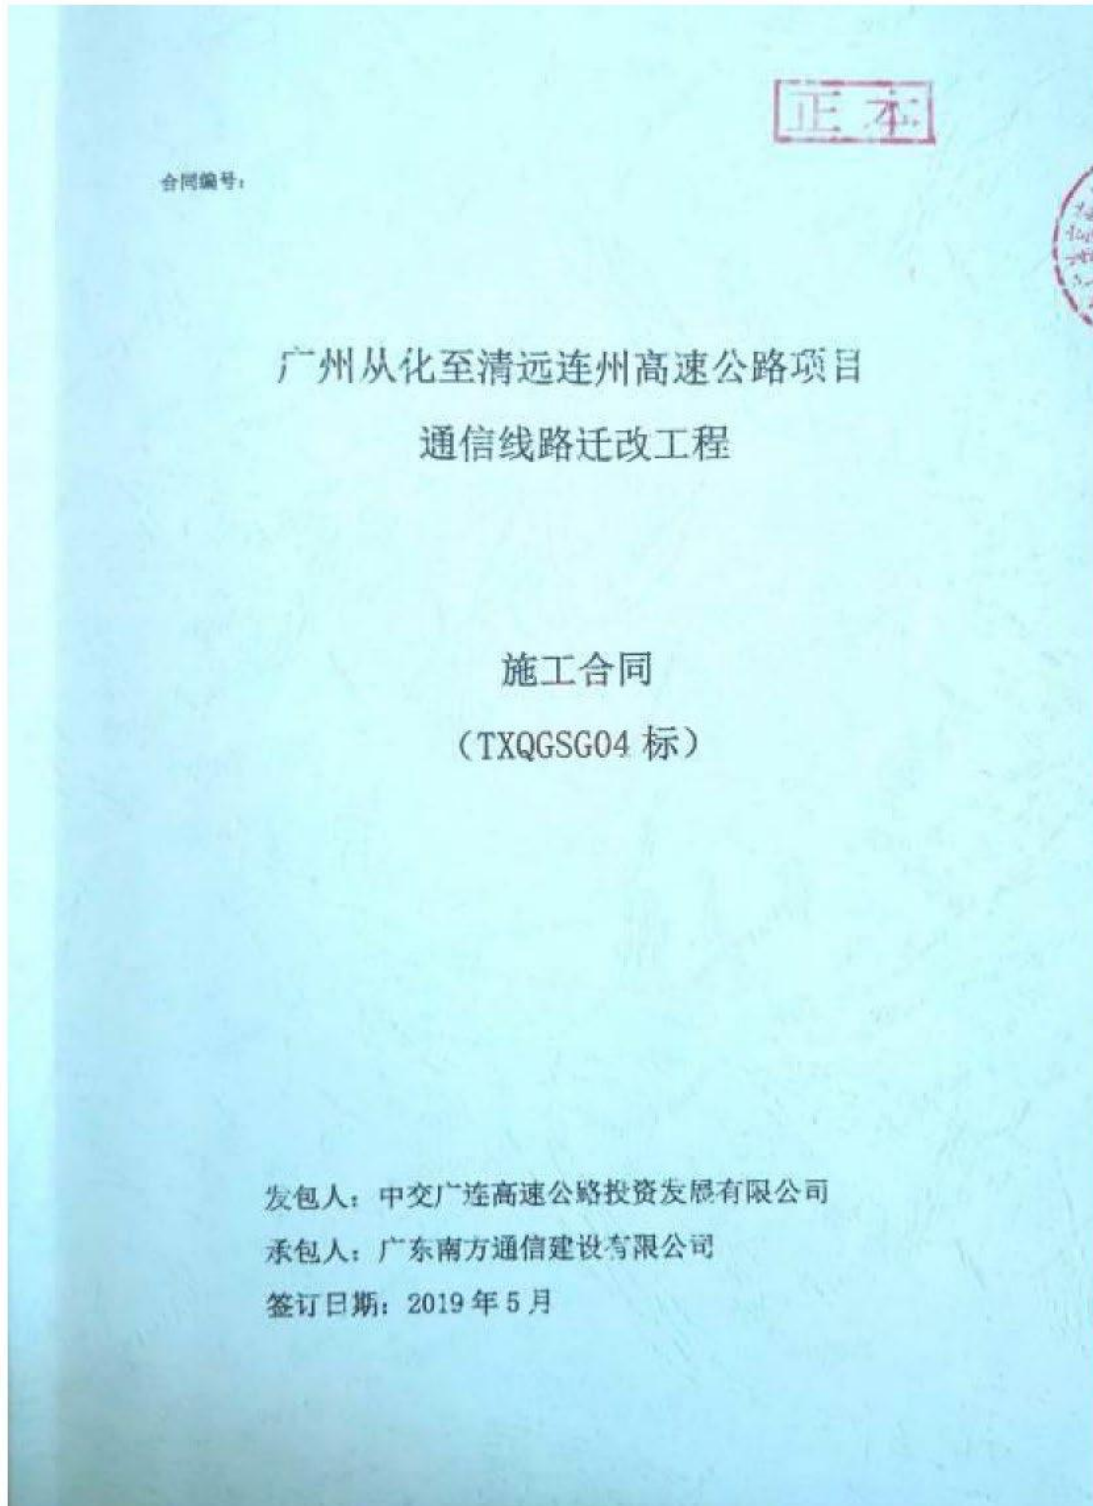 正本
合同编号：
广州从化至清远连州高速公路项目
通信线路迁改工程
施工合同
（TXQGSG04 标）
发包人：中交广连高速公路投资发展有限公司
承包人：广东南方通信建设有限公司
签订日期：2019 年 5 月